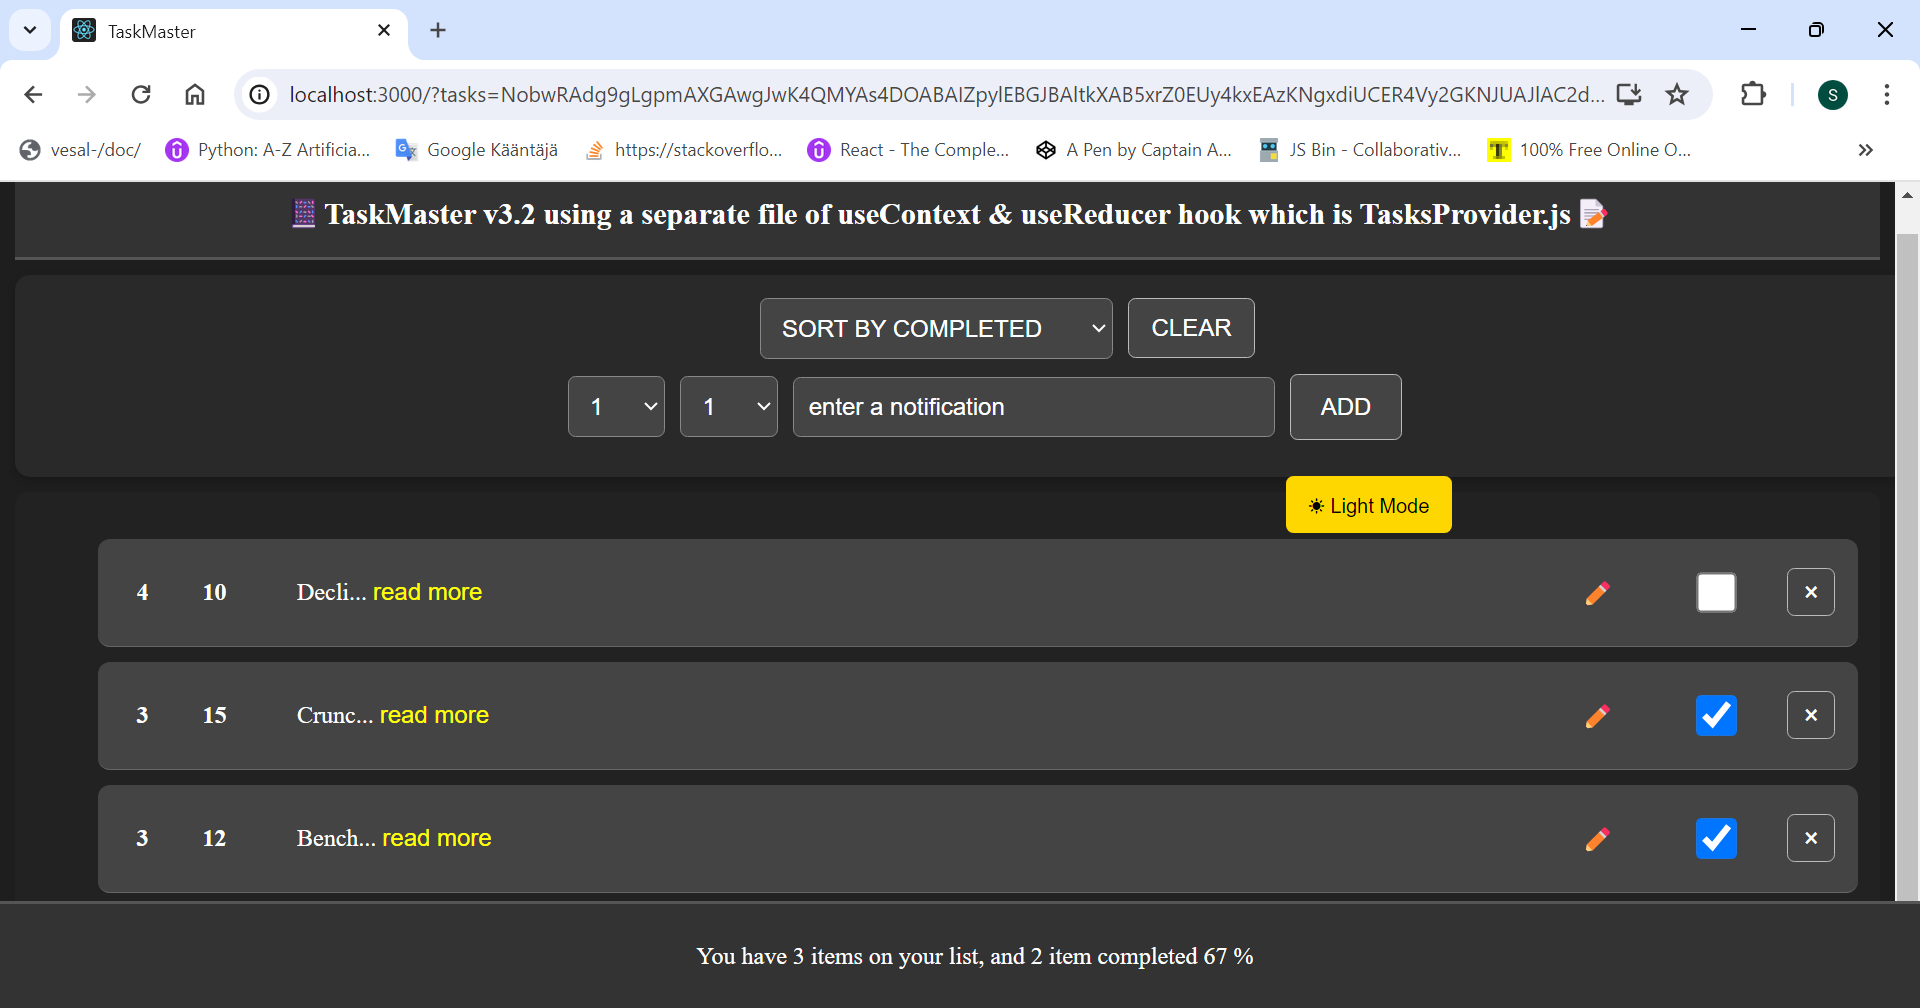 TaskMaster
localhost:3000/?tasks=NobwRAdg9gLgpmAXGAwgJwK4QMYAs4DOABAIZpylEBGJBAltkXAB5xrZ0EUy4kxEAzKNgxdiUCER4Vy2GKNJUAJlAC2d...
vesal-/doc/ Python: A-Z Artificia... Google Kääntäjä https://stackoverflo... React - The Comple... A Pen by Captain A... JS Bin - Collaborativ... 100% Free Online O...
TaskMaster v3.2 using a separate file of useContext & useReducer hook which is TasksProvider.js
SORT BY COMPLETED CLEAR
1 1 enter a notification ADD
Light Mode
4 10 Decli... read more
3 15 Crunc... read more
3 12 Bench... read more
You have 3 items on your list, and 2 item completed 67 %